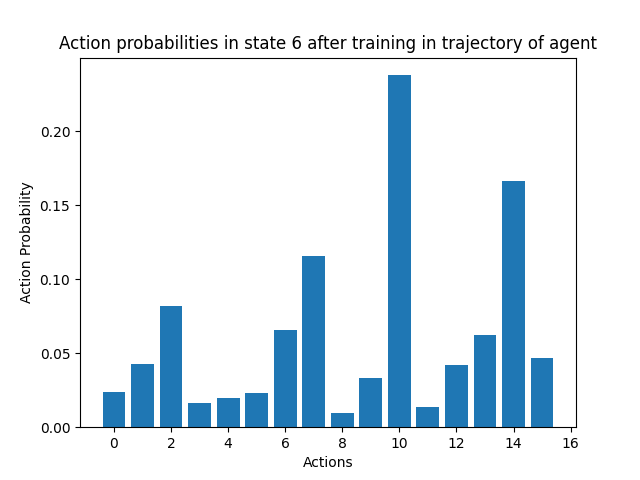 Action probabilities in state 6 after training in trajectory of agent
Action Probability
0.20
0.15
0.10
0.05
0.00
0 2 4 6 8 10 12 14 16
Actions